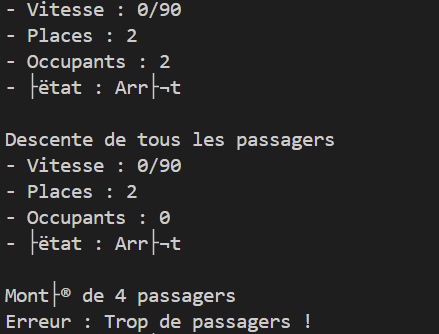 - Vitesse : 0/90
- Places : 2
- Occupants : 2
- ├ëtat : Arr├¬t
Descente de tous les passagers
- Vitesse : 0/90
- Places : 2
- Occupants : 0
- ├ëtat : Arr├¬t
Mont├® de 4 passagers
Erreur : Trop de passagers !